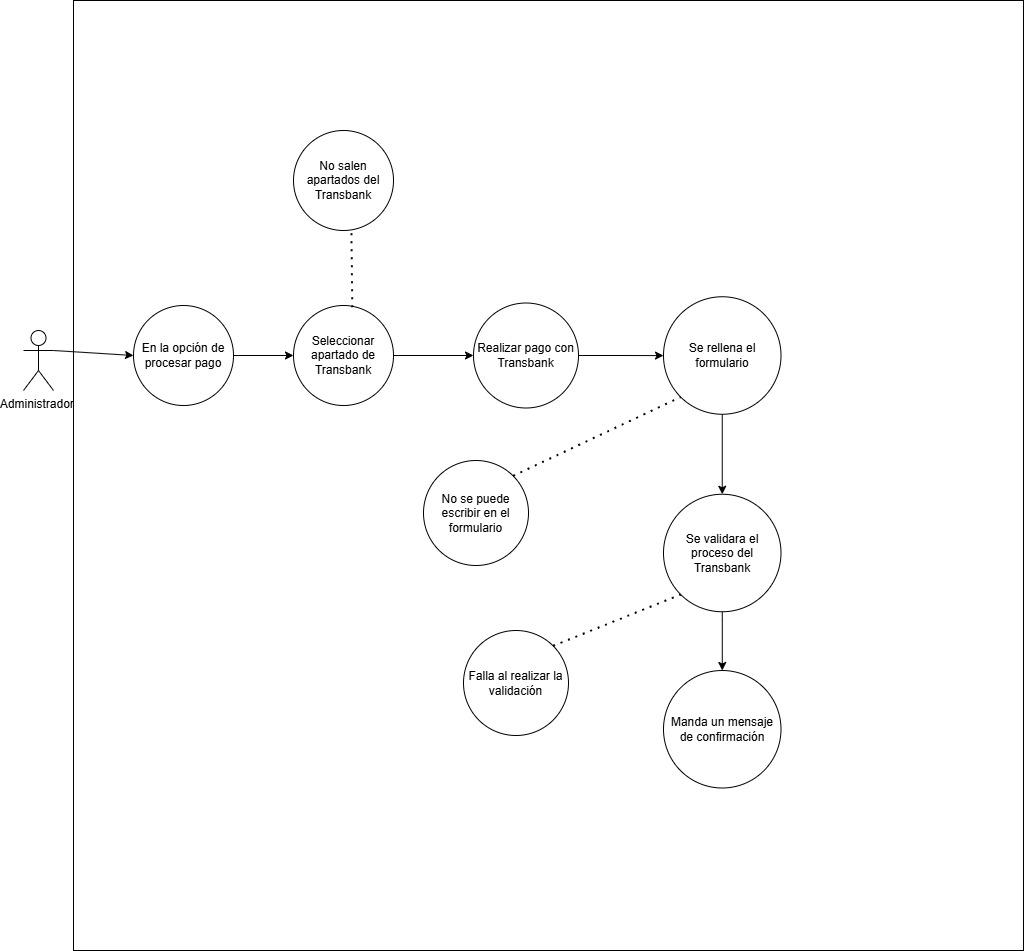 No salen
apartados del
Transbank
Administrador
En la opción de
procesar pago
Seleccionar
apartado de
Transbank
Realizar pago con
Transbank
Se rellena el
formulario
No se puede
escribir en el
formulario
Se validara el
proceso del
Transbank
Falla al realizar la
validación
Manda un mensaje
de confirmación